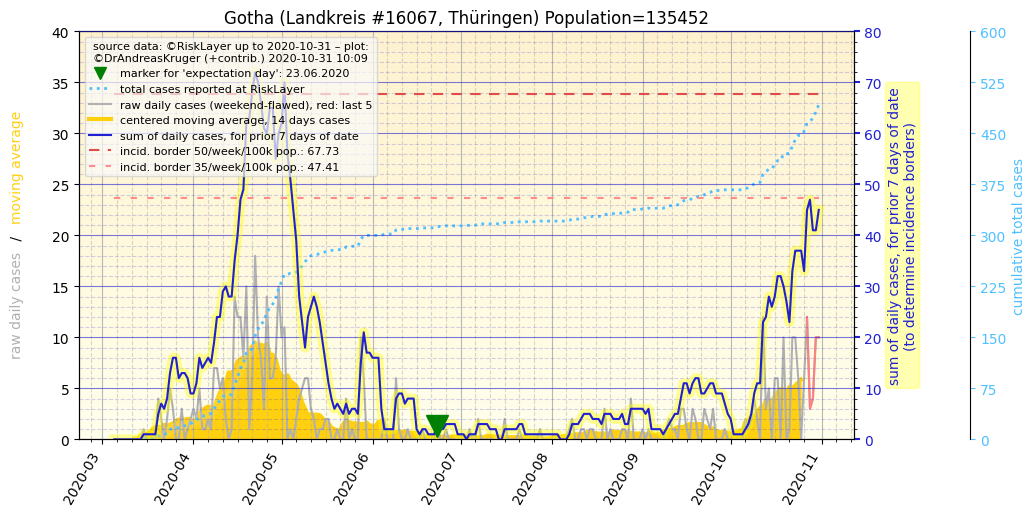 Gotha (Landkreis #16067, Thüringen) Population=135452
source data: ©RiskLayer up to 2020-10-31 – plot:
©DrAndreasKruger (+contrib.) 2020-10-31 10:09
marker for 'expectation day': 23.06.2020
total cases reported at RiskLayer
raw daily cases (weekend-flawed), red: last 5
centered moving average, 14 days cases
sum of daily cases, for prior 7 days of date
incid. border 50/week/100k pop.: 67.73
incid. border 35/week/100k pop.: 47.41
raw daily cases / moving average
40
35
30
25
20
15
10
5
0
2020-03
2020-04
2020-05
2020-06
2020-07
2020-08
2020-09
2020-10
2020-11
80
70
60
50
40
30
20
10
0
sum of daily cases, for prior 7 days of date
(to determine incidence borders)
600
525
450
375
300
225
150
75
0
cumulative total cases